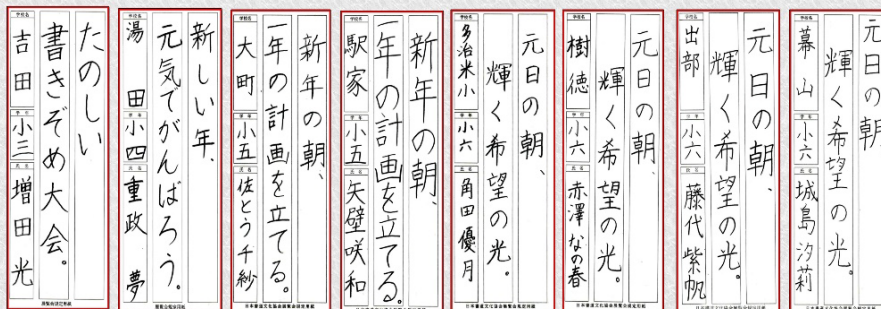 たのしい
書きぞめ大会。
吉田 小三 増田 光
新しい年、
元気でがんばろう。
湯田 小四 重政 夢
新年の朝、
一年の計画を立てる。
大町 小五 佐とう千紗
新年の朝、
一年の計画を立てる。
駅家 小五 矢壁咲和
元日の朝、
輝く希望の光。
多治米小 小六 角田優月
元日の朝、
輝く希望の光。
樹徳 小六 赤澤なの春
元日の朝、
輝く希望の光。
出部 小六 藤代紫帆
元日の朝
輝く希望の光。
幕山 小六 城島汐莉